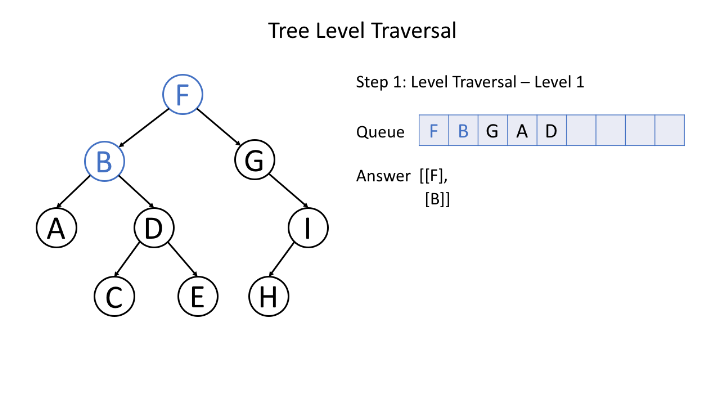 Tree Level Traversal
F
B
G
A
D
I
C
E
H
Step 1: Level Traversal – Level 1
Queue F B G A D
Answer [[F],
[B]]